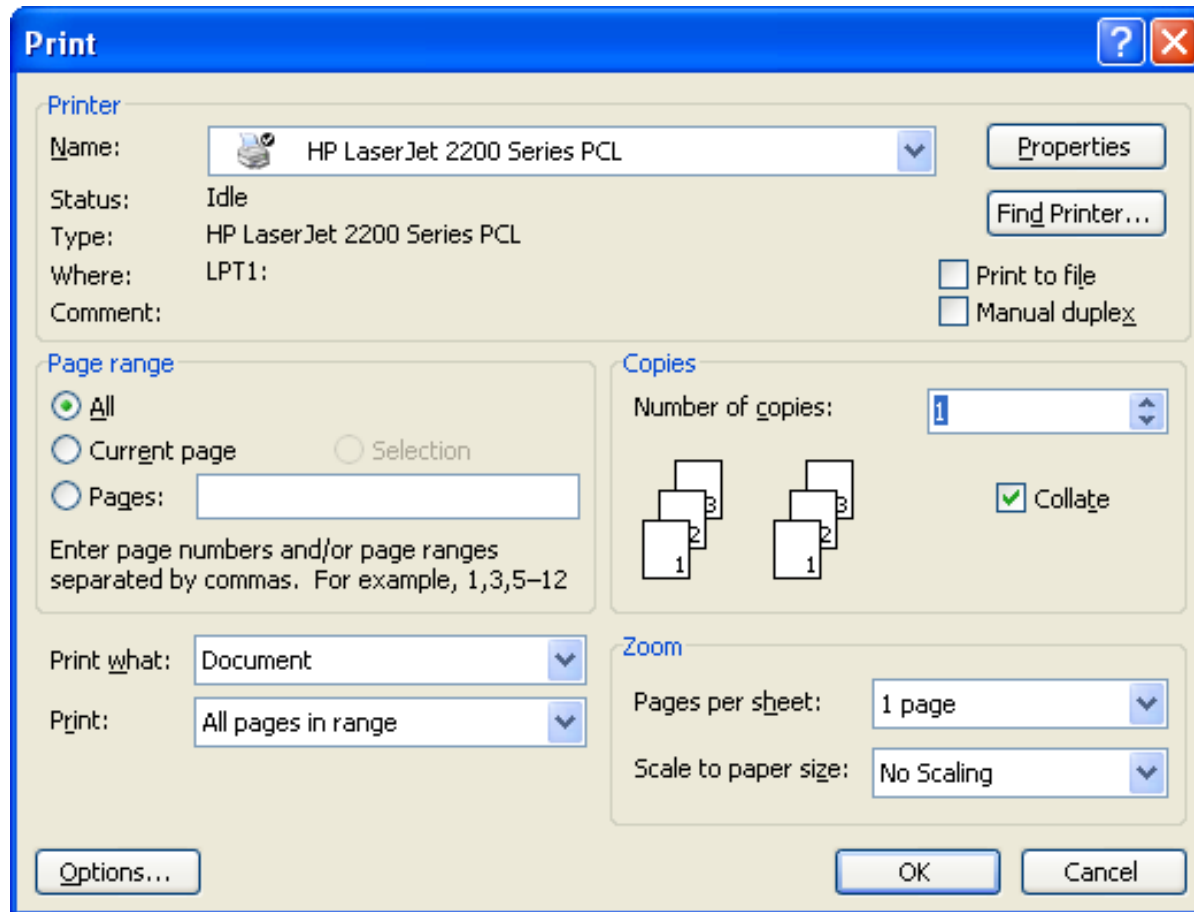 Print
Printer
Name: HP LaserJet 2200 Series PCL Properties
Status: Idle Find Printer...
Type: HP LaserJet 2200 Series PCL
Where: LPT1: Print to file
Comment: Manual duplex
Page range
All
Current page Selection
Pages:
Enter page numbers and/or page ranges
separated by commas. For example, 1,3,5–12
Copies
Number of copies: 1
3 3
2 2
1 1
Collate
Print what: Document
Print: All pages in range
Zoom
Pages per sheet: 1 page
Scale to paper size: No Scaling
Options... OK Cancel